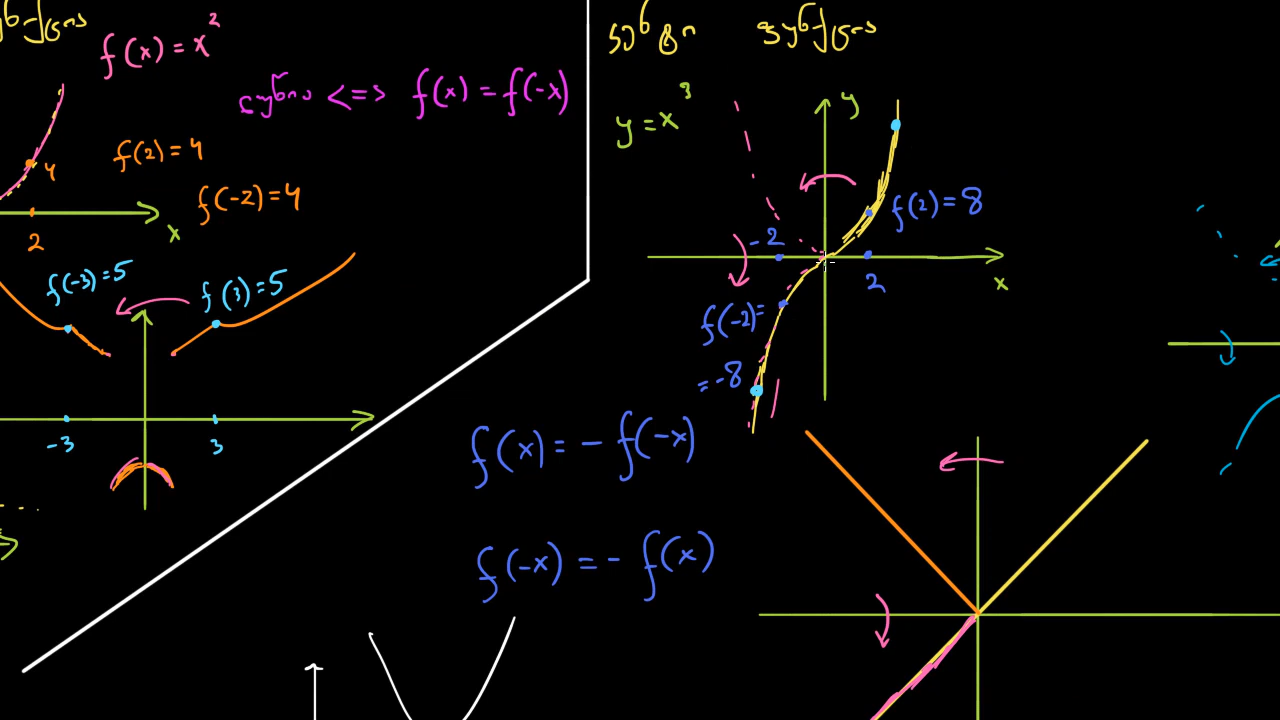 f(x) = x²
<=> f(x) = f(-x)
f(2) = 4
4
f(-2) = 4
x
2
f(-3) = 5
f(3) = 5
-3
3
y = x³
y
f(2) = 8
-2
2
x
f(-2) =
= -8
f(x) = - f(-x)
f(-x) = - f(x)